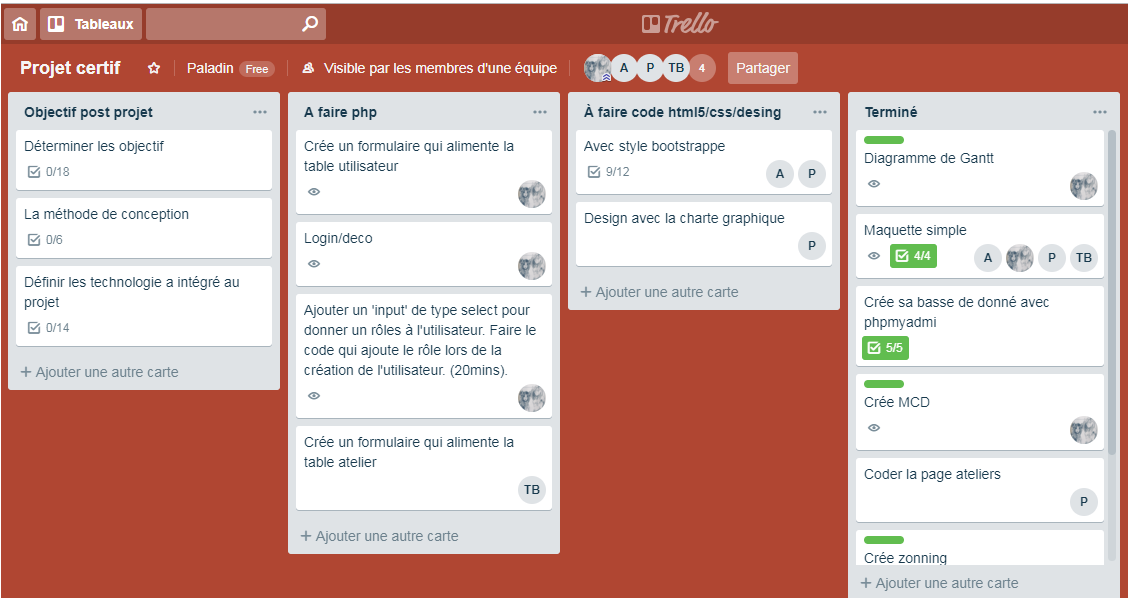 Tableaux
Trello
Projet certif
Paladin Free
Visible par les membres d'une équipe
A P TB 4
Partager
Objectif post projet
Déterminer les objectif
0/18
La méthode de conception
0/6
Définir les technologie a intégré au
projet
0/14
+ Ajouter une autre carte
A faire php
Crée un formulaire qui alimente la
table utilisateur
Login/deco
Ajouter un 'input' de type select pour
donner un rôles à l'utilisateur. Faire le
code qui ajoute le rôle lors de la
création de l'utilisateur. (20mins).
Crée un formulaire qui alimente la
table atelier
TB
+ Ajouter une autre carte
À faire code html5/css/desing
Avec style bootstrappe
9/12
A P
Design avec la charte graphique
P
+ Ajouter une autre carte
Terminé
Diagramme de Gantt
Maquette simple
4/4
A P TB
Crée sa basse de donné avec
phpmyadmi
5/5
Crée MCD
Coder la page ateliers
P
Crée zonning
+ Ajouter une autre carte